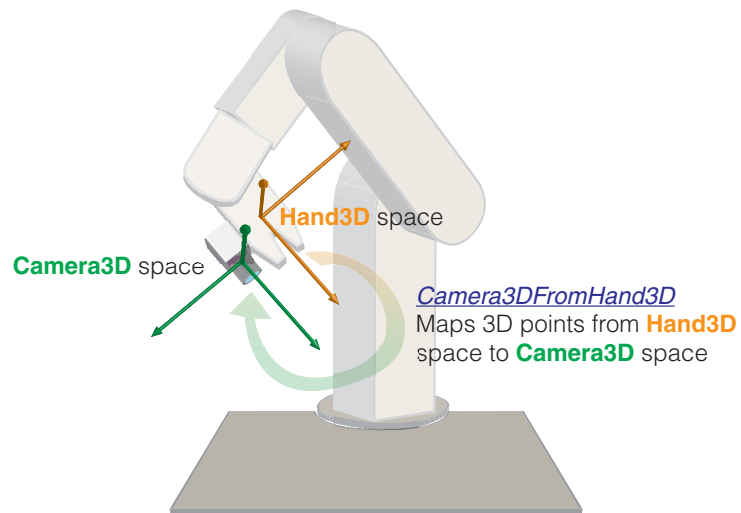 Hand3D space
Camera3D space
Camera3DFromHand3D
Maps 3D points from Hand3D
space to Camera3D space